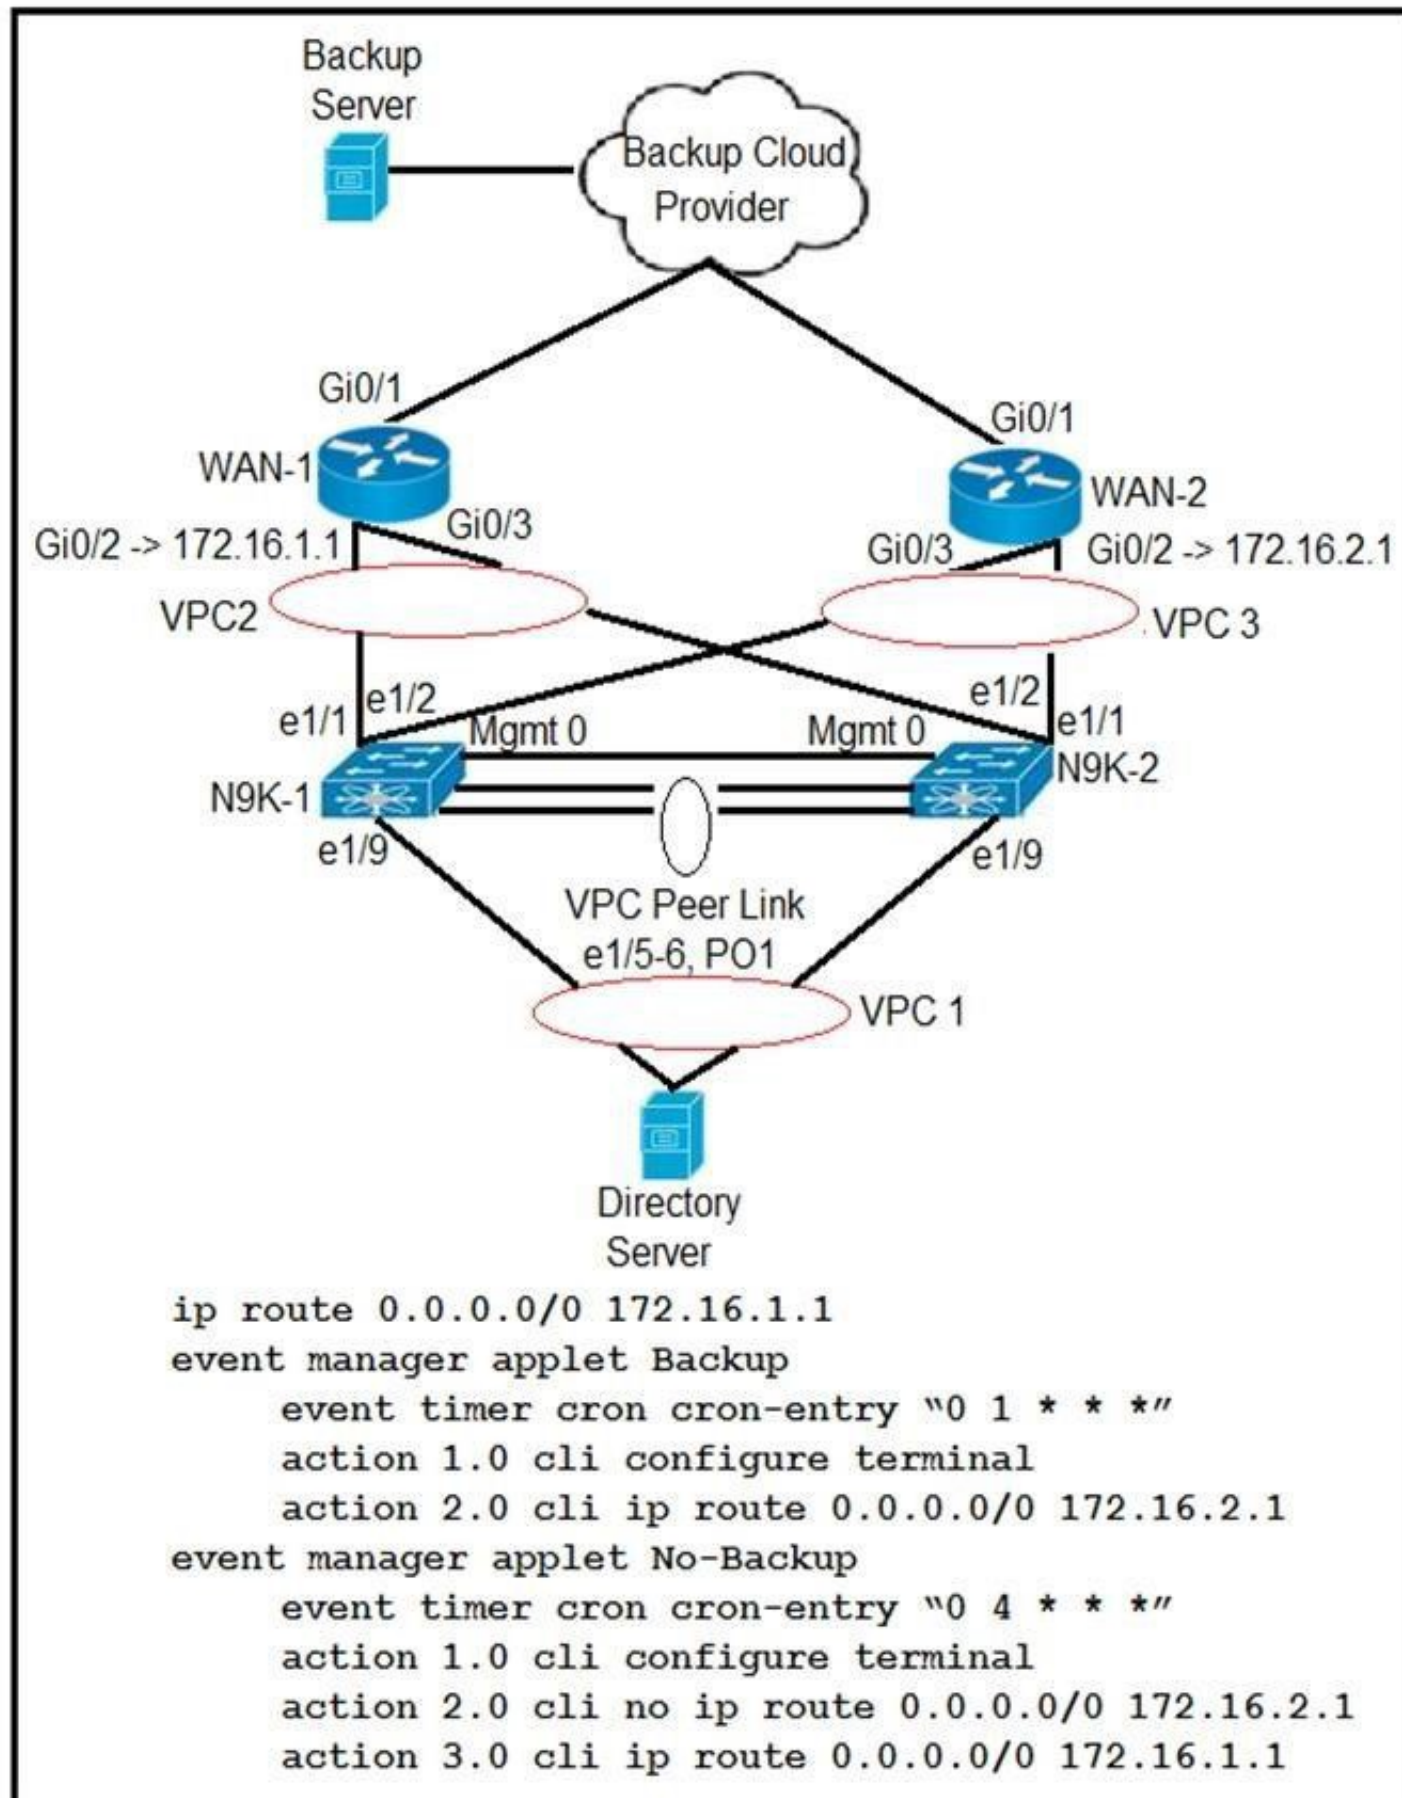 Backup
Server
Backup Cloud
Provider
Gi0/1
Gi0/1
WAN-1
WAN-2
Gi0/2 -> 172.16.1.1
Gi0/3
Gi0/3
Gi0/2 -> 172.16.2.1
VPC2
VPC 3
e1/1
e1/2
e1/2
e1/1
Mgmt 0
Mgmt 0
N9K-1
N9K-2
e1/9
e1/9
VPC Peer Link
e1/5-6, PO1
VPC 1
Directory
Server
ip route 0.0.0.0/0 172.16.1.1
event manager applet Backup
event timer cron cron-entry “0 1 * * *”
action 1.0 cli configure terminal
action 2.0 cli ip route 0.0.0.0/0 172.16.2.1
event manager applet No-Backup
event timer cron cron-entry “0 4 * * *”
action 1.0 cli configure terminal
action 2.0 cli no ip route 0.0.0.0/0 172.16.2.1
action 3.0 cli ip route 0.0.0.0/0 172.16.1.1